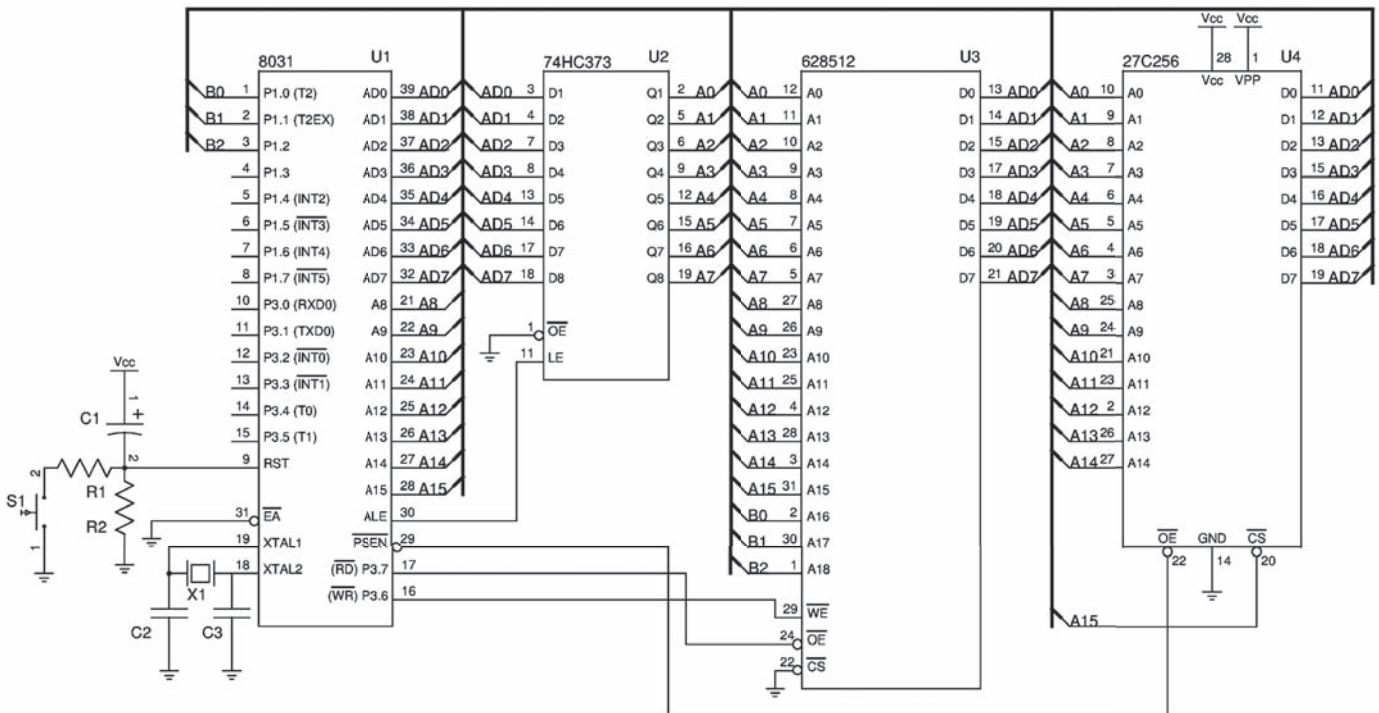 8031 U1
B0 1 P1.0 (T2) AD0 39 AD0
B1 2 P1.1 (T2EX) AD1 38 AD1
B2 3 P1.2 AD2 37 AD2
4 P1.3 AD3 36 AD3
5 P1.4 (INT2) AD4 35 AD4
6 P1.5 (INT3) AD5 34 AD5
7 P1.6 (INT4) AD6 33 AD6
8 P1.7 (INT5) AD7 32 AD7
10 P3.0 (RXD0) A8 21 A8
11 P3.1 (TXD0) A9 22 A9
12 P3.2 (INT0) A10 23 A10
13 P3.3 (INT1) A11 24 A11
14 P3.4 (T0) A12 25 A12
15 P3.5 (T1) A13 26 A13
9 RST A14 27 A14
A15 28 A15
31 EA ALE 30
19 XTAL1 PSEN 29
18 XTAL2 (RD) P3.7 17
(WR) P3.6 16
Vcc
1 +
C1
2
2 R1
S1 R2
1
X1
C2 C3
74HC373 U2
AD0 3 D1 Q1 2 A0
AD1 4 D2 Q2 5 A1
AD2 7 D3 Q3 6 A2
AD3 8 D4 Q4 9 A3
AD4 13 D5 Q5 12 A4
AD5 14 D6 Q6 15 A5
AD6 17 D7 Q7 16 A6
AD7 18 D8 Q8 19 A7
1 OE
11 LE
628512 U3
A0 12 A0 D0 13 AD0
A1 11 A1 D1 14 AD1
A2 10 A2 D2 15 AD2
A3 9 A3 D3 17 AD3
A4 8 A4 D4 18 AD4
A5 7 A5 D5 19 AD5
A6 6 A6 D6 20 AD6
A7 5 A7 D7 21 AD7
A8 27 A8
A9 26 A9
A10 23 A10
A11 25 A11
A12 4 A12
A13 28 A13
A14 3 A14
A15 31 A15
B0 2 A16
B1 30 A17
B2 1 A18
29 WE
24 OE
22 CS
Vcc Vcc
27C256 28 1 U4
Vcc VPP
A0 10 A0 D0 11 AD0
A1 9 A1 D1 12 AD1
A2 8 A2 D2 13 AD2
A3 7 A3 D3 15 AD3
A4 6 A4 D4 16 AD4
A5 5 A5 D5 17 AD5
A6 4 A6 D6 18 AD6
A7 3 A7 D7 19 AD7
A8 25 A8
A9 24 A9
A10 21 A10
A11 23 A11
A12 2 A12
A13 26 A13
A14 27 A14
OE GND CS
22 14 20
A15